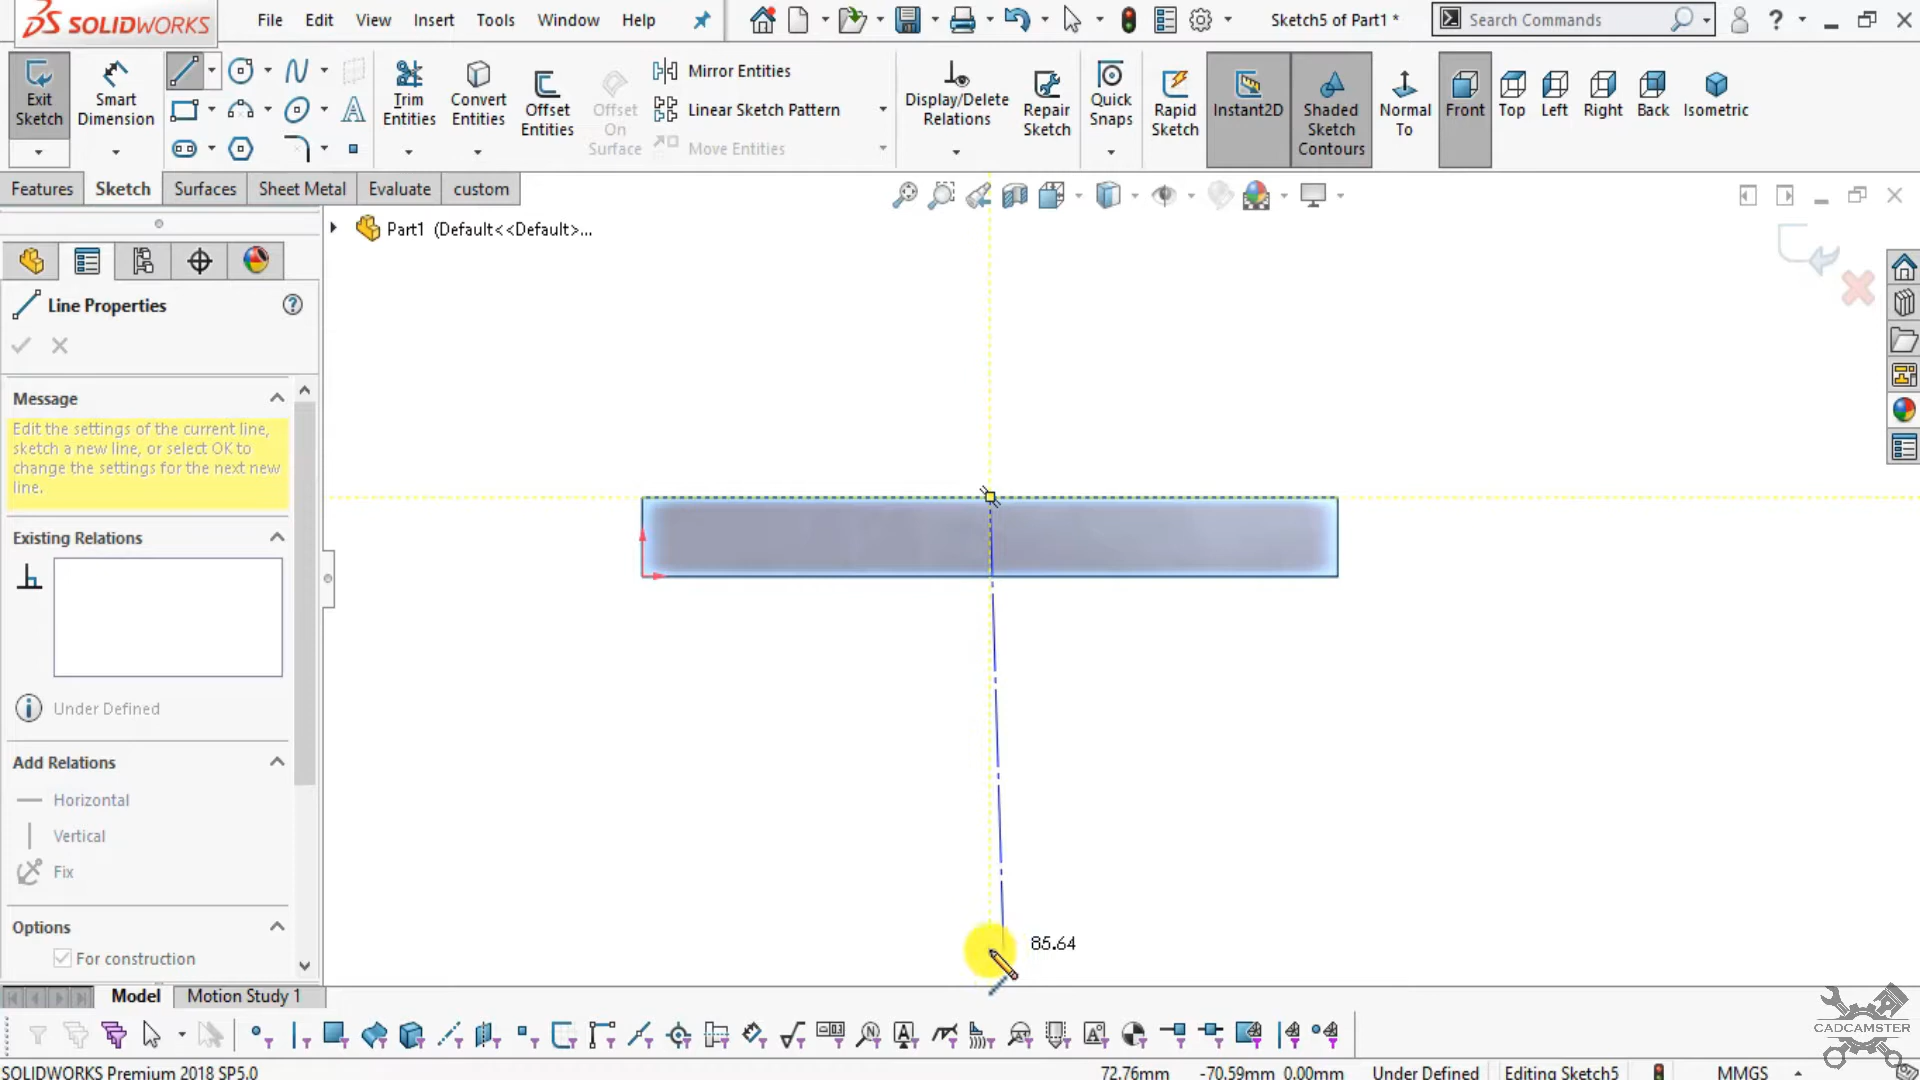 SOLIDWORKS
File Edit View Insert Tools Window Help
Sketch5 of Part1 *
Search Commands
?
Exit Sketch
Smart Dimension
Trim Entities
Convert Entities
Offset Entities
Offset On Surface
Mirror Entities
Linear Sketch Pattern
Move Entities
Display/Delete Relations
Repair Sketch
Quick Snaps
Rapid Sketch
Instant2D
Shaded Sketch Contours
Normal To
Front
Top
Left
Right
Back
Isometric
Features Sketch Surfaces Sheet Metal Evaluate custom
Part1 (Default<<Default>...
Line Properties
Message
Edit the settings of the current line,
sketch a new line, or select OK to
change the settings for the next new
line.
Existing Relations
Under Defined
Add Relations
Horizontal
Vertical
Fix
Options
For construction
85.64
Model Motion Study 1
CADCAMSTER
SOLIDWORKS Premium 2018 SP5.0
72.76mm -70.59mm 0.00mm Under Defined Editing Sketch5 MMGS